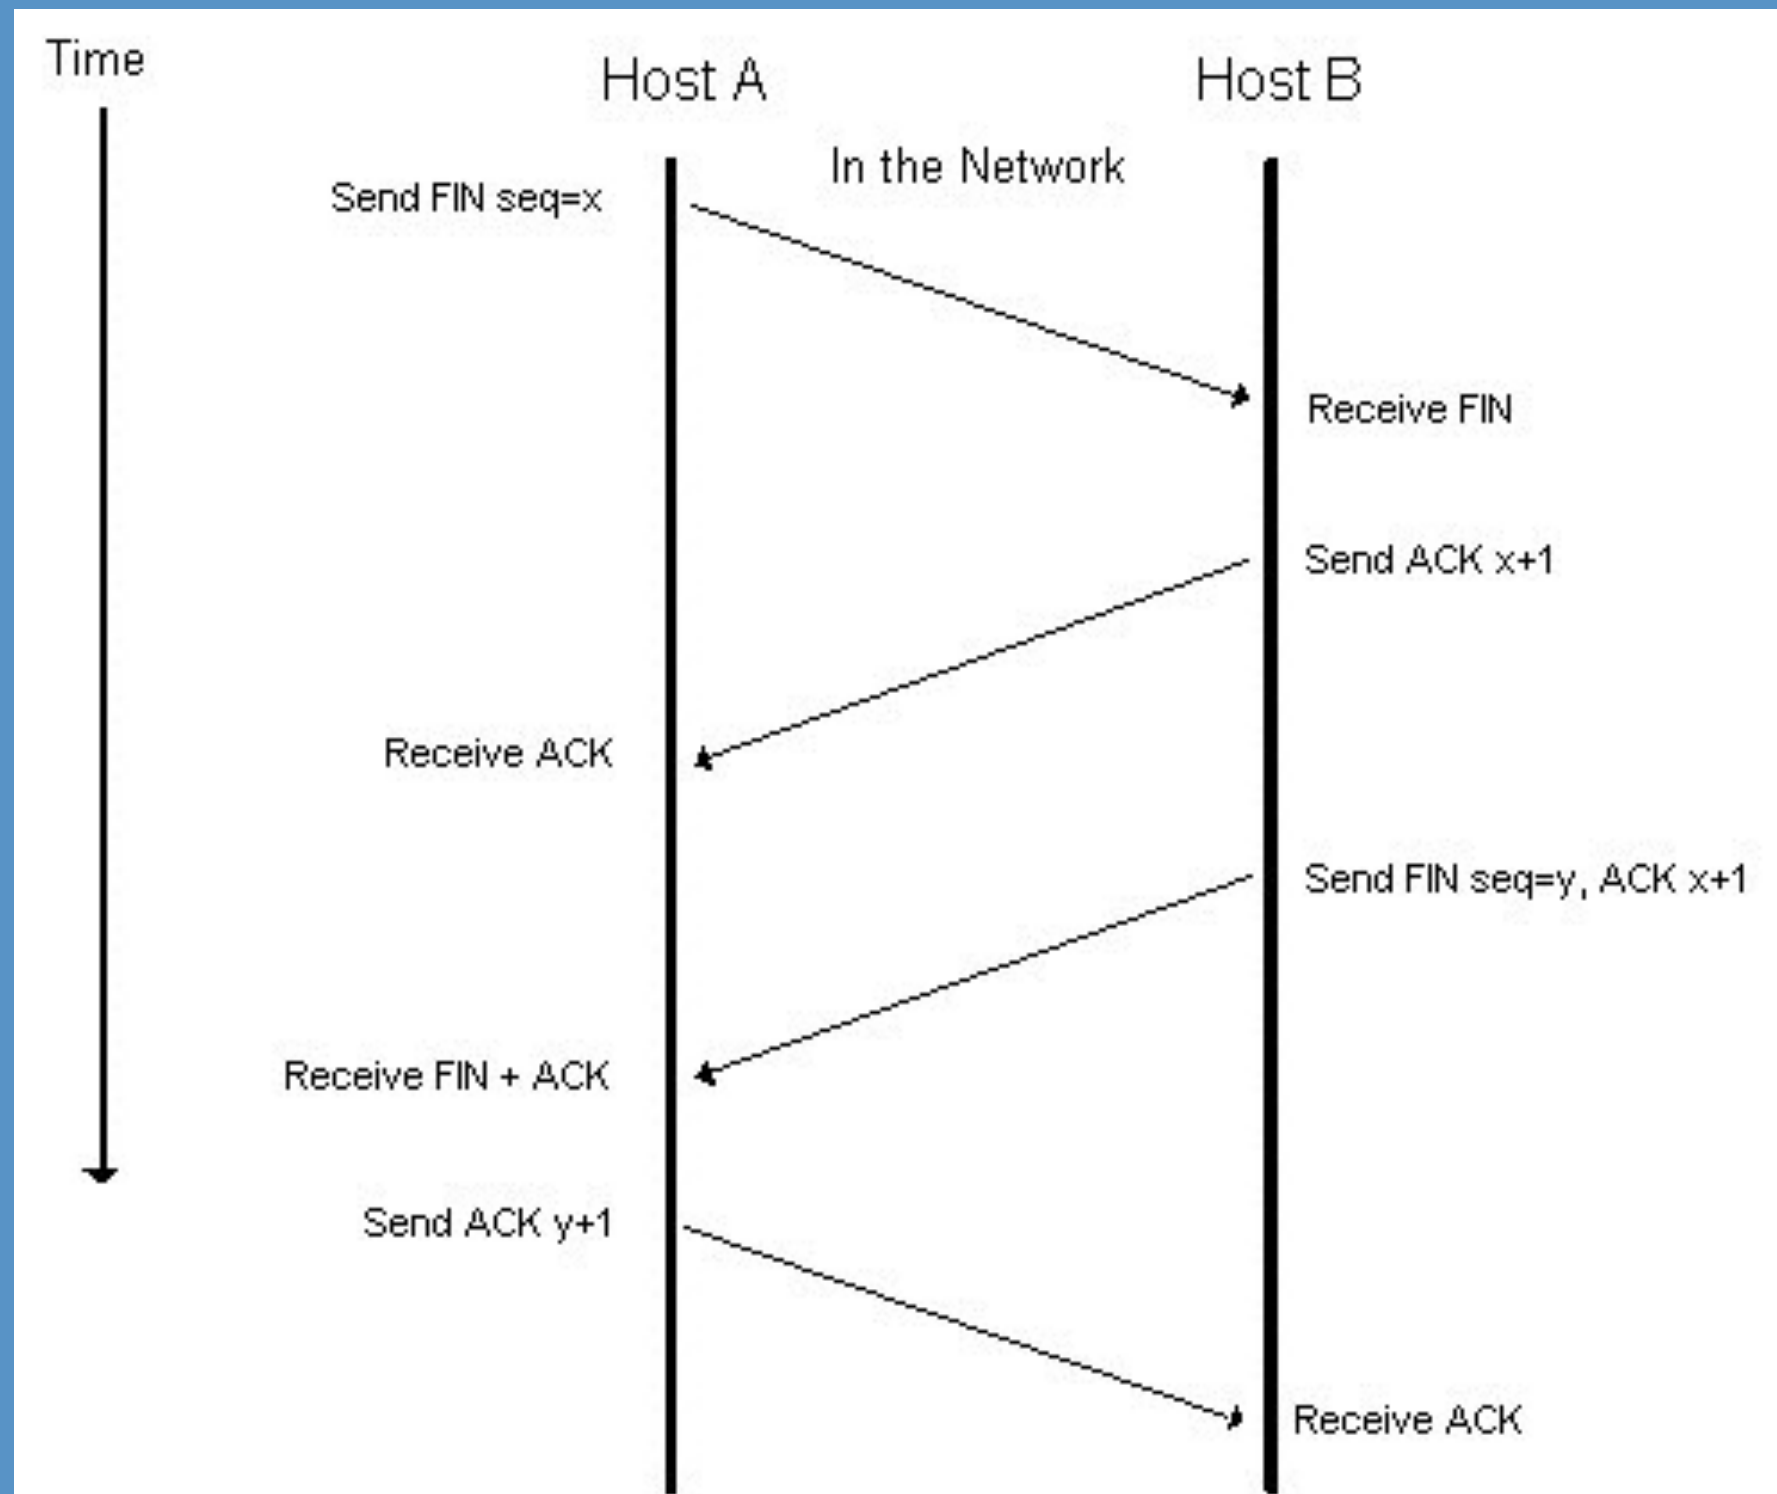 Time
Host A
Host B
In the Network
Send FIN seq=x
Receive FIN
Send ACK x+1
Receive ACK
Send FIN seq=y, ACK x+1
Receive FIN + ACK
Send ACK y+1
Receive ACK